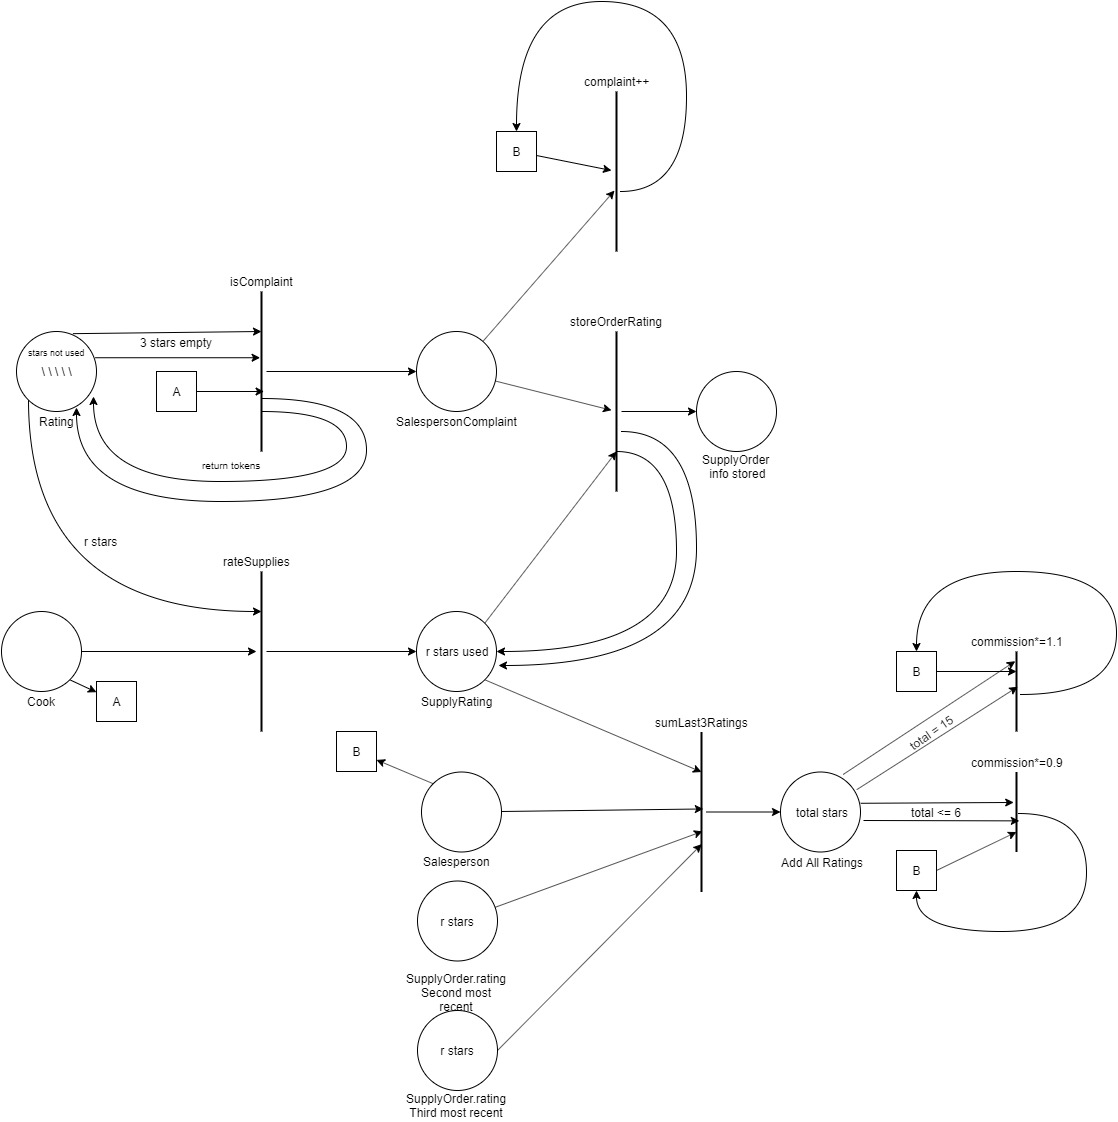 complaint++
B
isComplaint
storeOrderRating
3 stars empty
stars not used
\ \ \ \ \
A
Rating
SalespersonComplaint
return tokens
SupplyOrder
info stored
r stars
rateSupplies
r stars used
Cook
A
SupplyRating
commission*=1.1
B
total = 15
sumLast3Ratings
B
commission*=0.9
total stars
total <= 6
Salesperson
Add All Ratings
B
r stars
SupplyOrder.rating
Second most
recent
r stars
SupplyOrder.rating
Third most recent